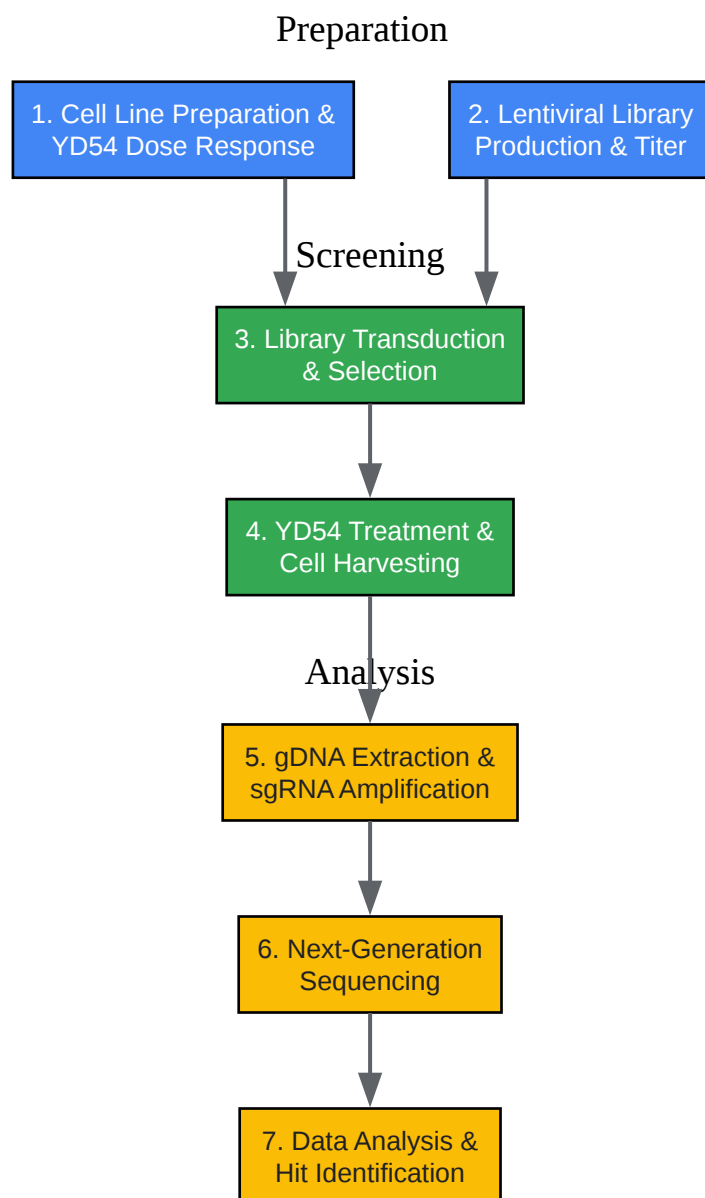 Preparation
1. Cell Line Preparation &
YD54 Dose Response
2. Lentiviral Library
Production & Titer
Screening
3. Library Transduction
& Selection
4. YD54 Treatment &
Cell Harvesting
Analysis
5. gDNA Extraction &
sgRNA Amplification
6. Next-Generation
Sequencing
7. Data Analysis &
Hit Identification